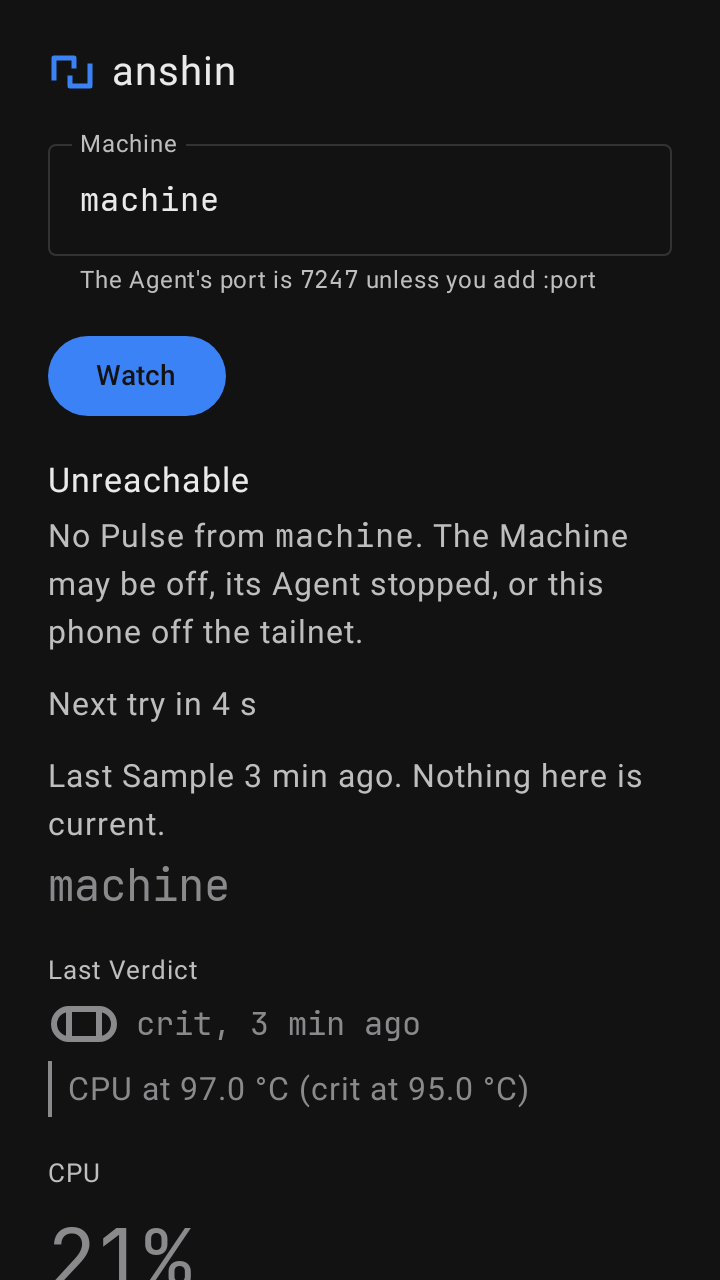 anshin
Machine
machine
The Agent's port is 7247 unless you add :port
Watch
Unreachable
No Pulse from machine. The Machine
may be off, its Agent stopped, or this
phone off the tailnet.
Next try in 4 s
Last Sample 3 min ago. Nothing here is
current.
machine
Last Verdict
crit, 3 min ago
CPU at 97.0 °C (crit at 95.0 °C)
CPU
21%